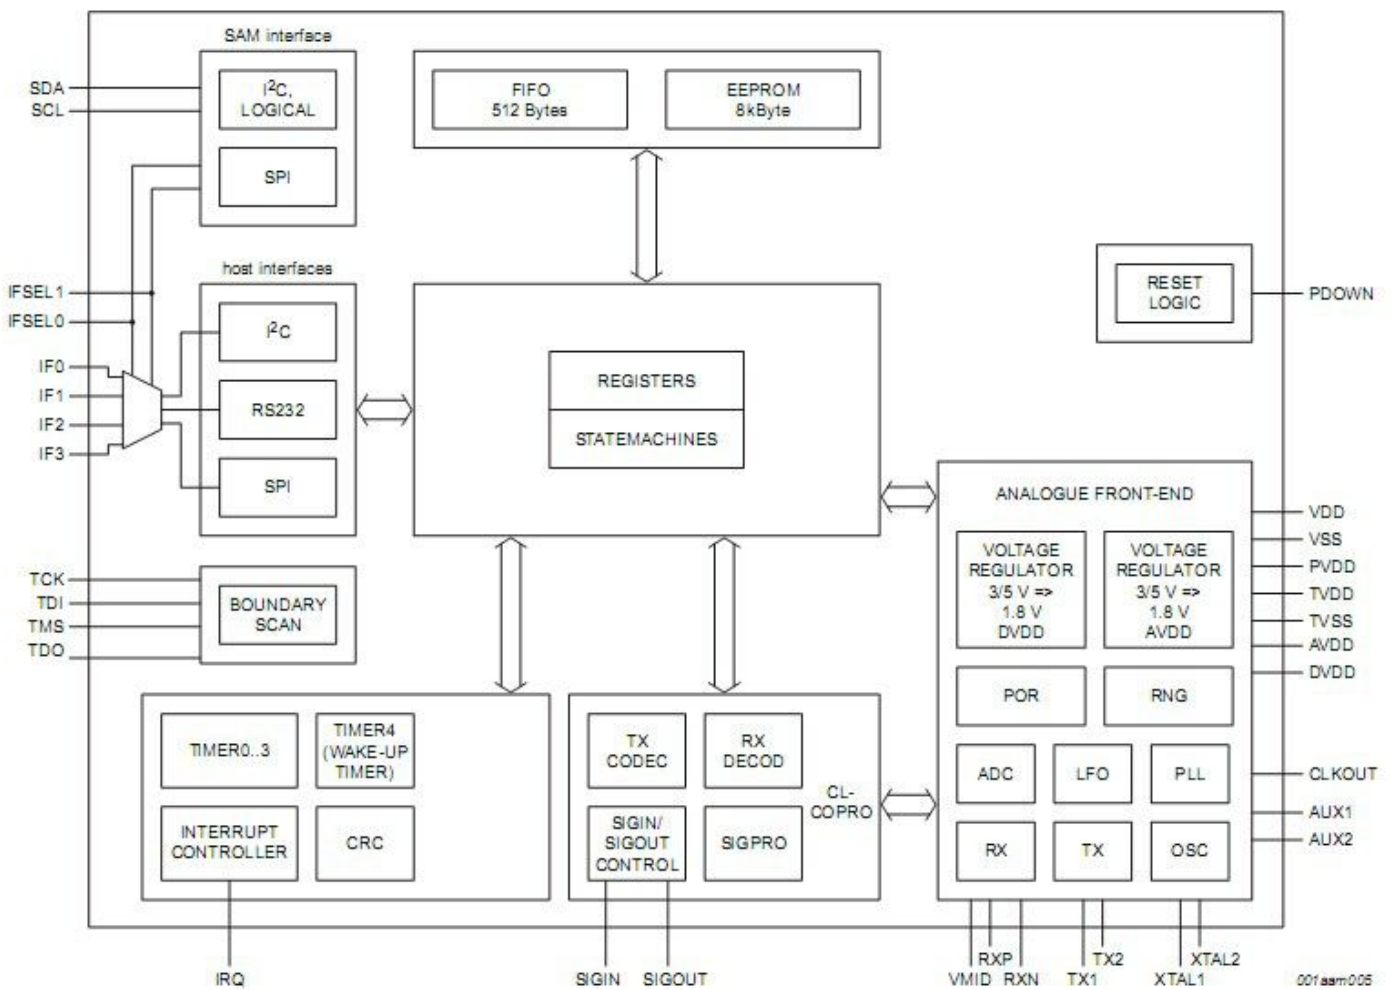 SAM interface
SDA
SCL
I²C,
LOGICAL
SPI
FIFO
512 Bytes
EEPROM
8kByte
host interfaces
IFSEL1
IFSEL0
IF0
IF1
IF2
IF3
I²C
RS232
SPI
REGISTERS
STATEMACHINES
RESET
LOGIC
PDOWN
TCK
TDI
TMS
TDO
BOUNDARY
SCAN
ANALOGUE FRONT-END
VOLTAGE
REGULATOR
3/5 V =>
1.8 V
DVDD
VOLTAGE
REGULATOR
3/5 V =>
1.8 V
AVDD
POR
RNG
ADC
LFO
PLL
RX
TX
OSC
VDD
VSS
PVDD
TVDD
TVSS
AVDD
DVDD
CLKOUT
AUX1
AUX2
TIMER0..3
TIMER4
(WAKE-UP
TIMER)
INTERRUPT
CONTROLLER
CRC
TX
CODEC
RX
DECOD
CL-
COPRO
SIGIN/
SIGOUT
CONTROL
SIGPRO
IRQ
SIGIN
SIGOUT
VMID
RXP
RXN
TX1
TX2
XTAL1
XTAL2
001aam005